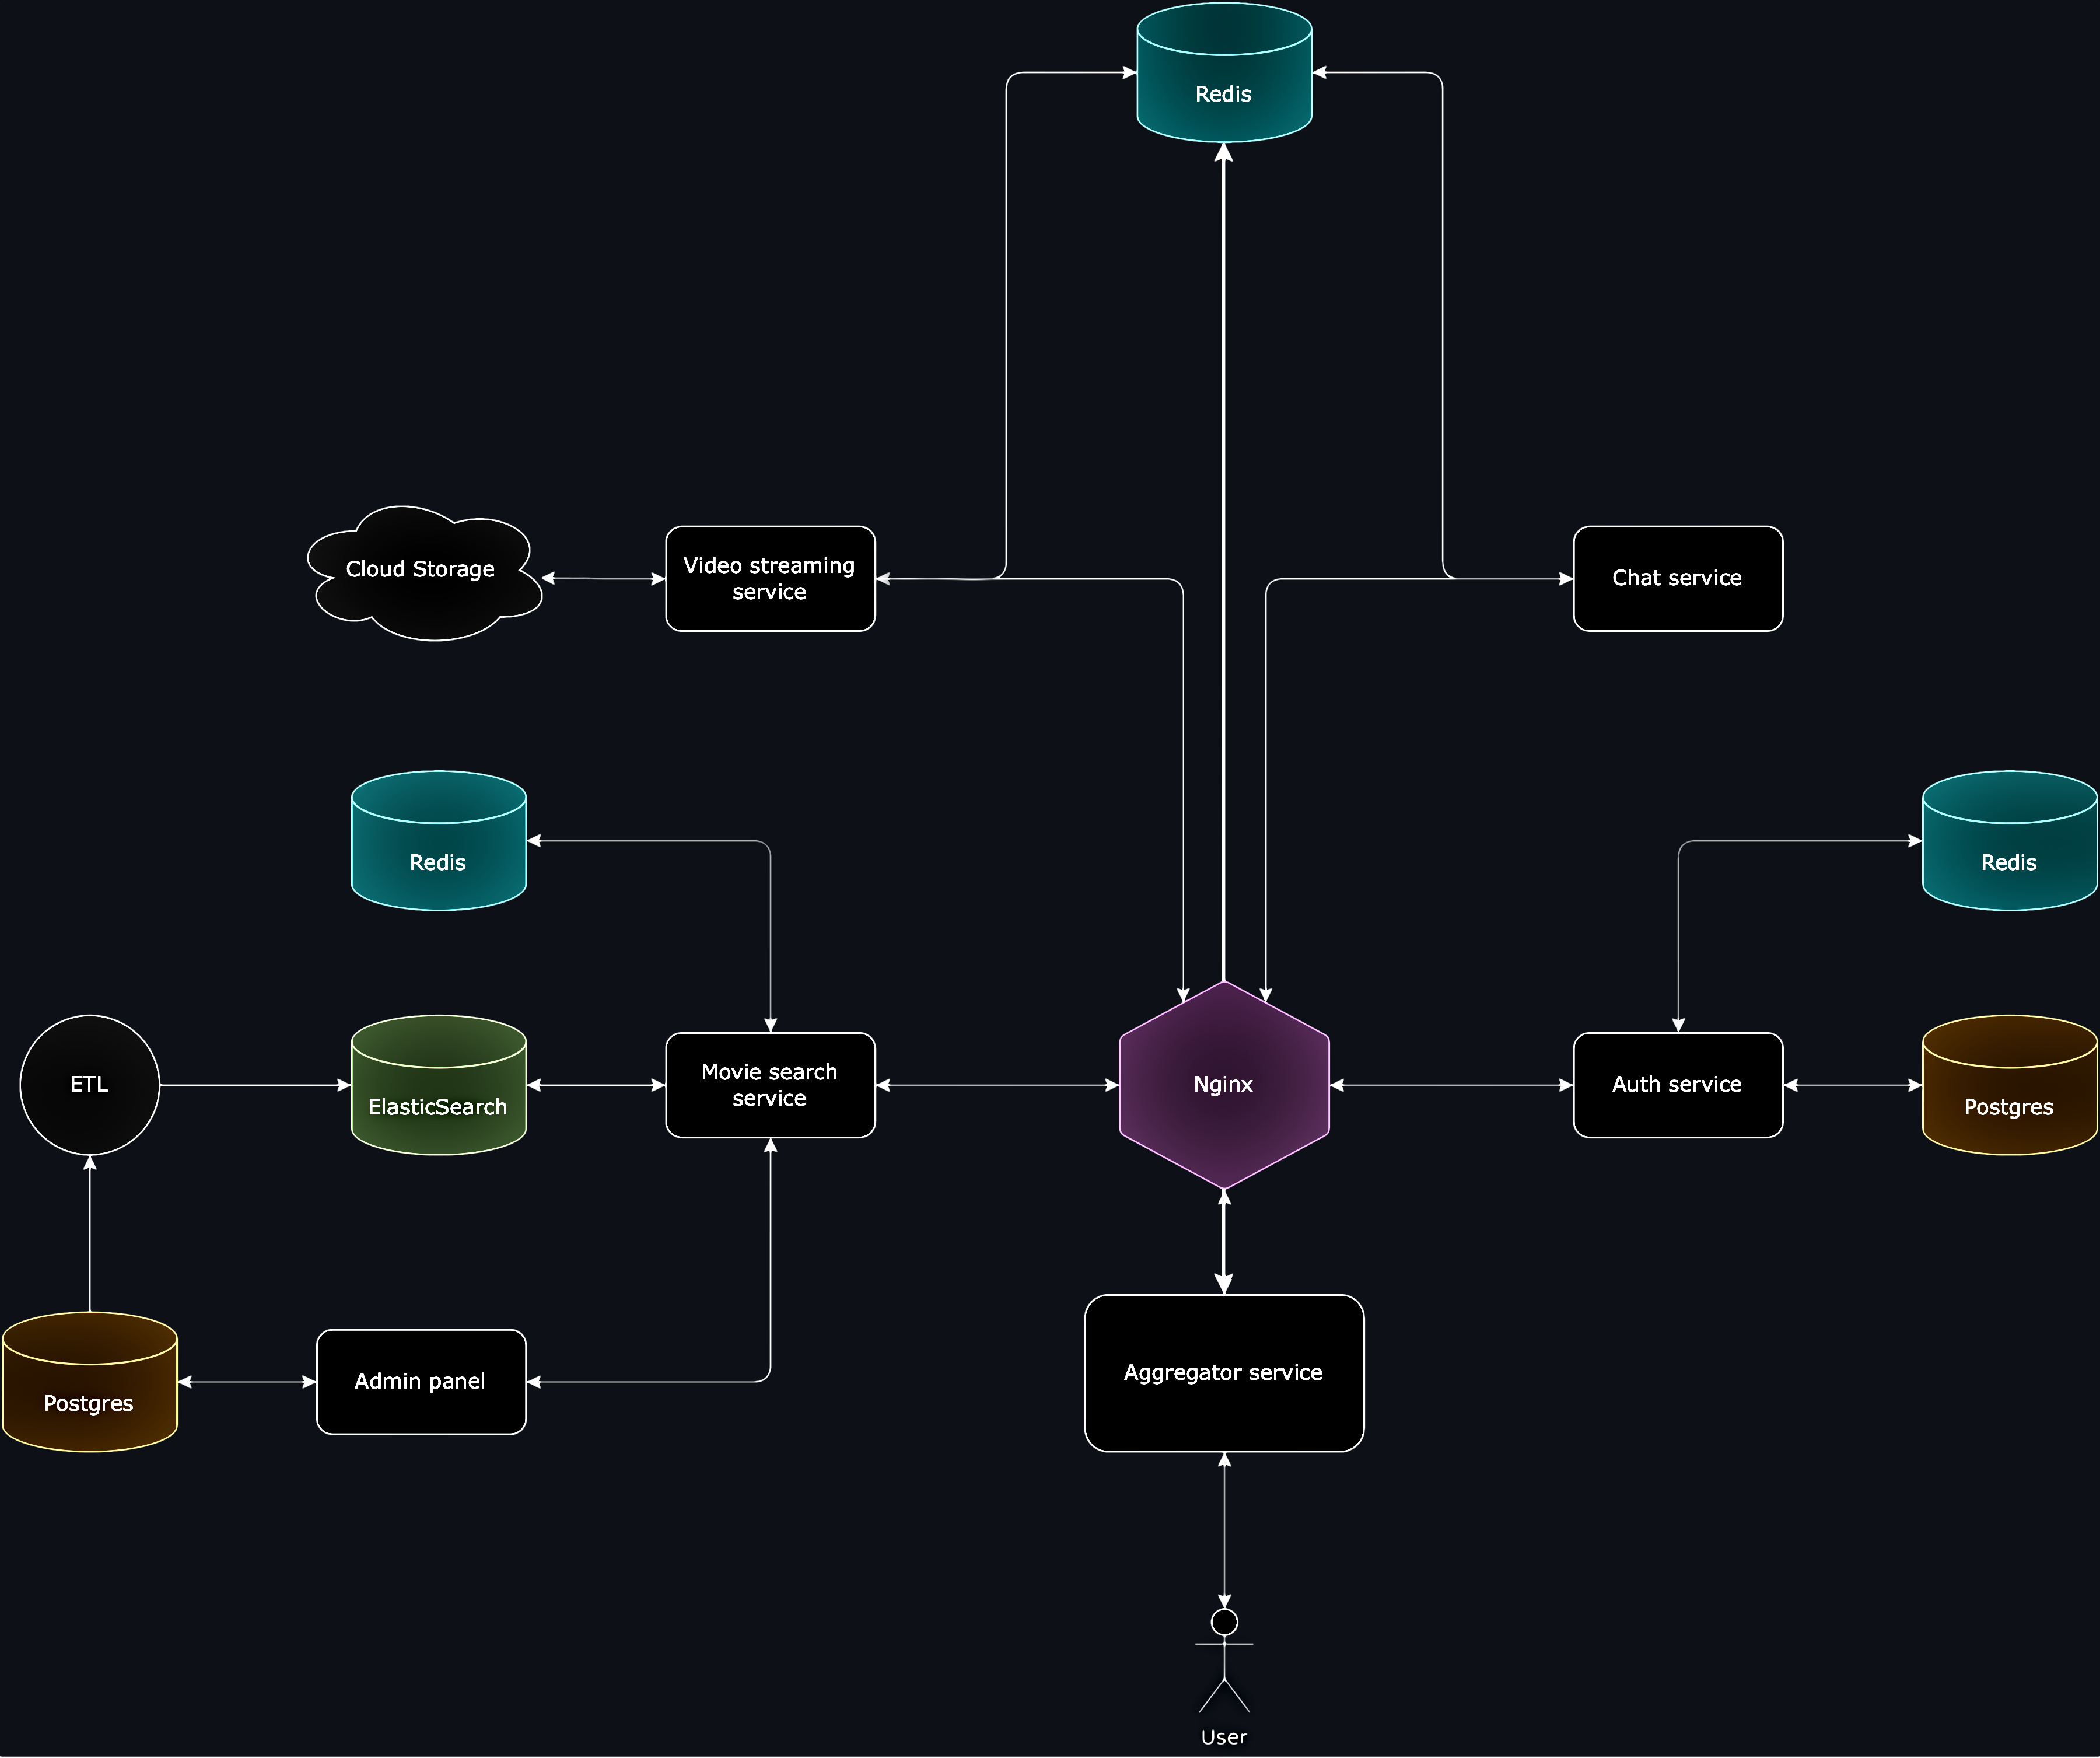 Redis
Cloud Storage
Video streaming
service
Chat service
Redis
Redis
ETL
ElasticSearch
Movie search
service
Nginx
Auth service
Postgres
Postgres
Admin panel
Aggregator service
User